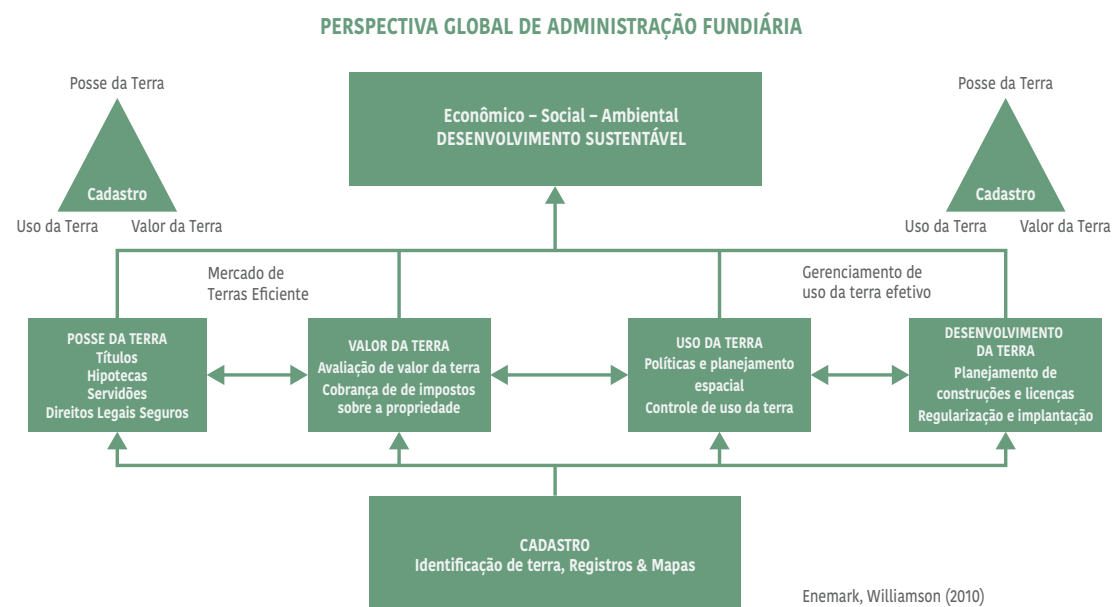 PERSPECTIVA GLOBAL DE ADMINISTRAÇÃO FUNDIÁRIA
Posse da Terra
Cadastro
Uso da Terra
Valor da Terra
Econômico – Social – Ambiental
DESENVOLVIMENTO SUSTENTÁVEL
Posse da Terra
Cadastro
Uso da Terra
Valor da Terra
Mercado de
Terras Eficiente
Gerenciamento de
uso da terra efetivo
POSSE DA TERRA
Títulos
Hipotecas
Servidões
Direitos Legais Seguros
VALOR DA TERRA
Avaliação de valor da terra
Cobrança de de impostos
sobre a propriedade
USO DA TERRA
Políticas e planejamento
espacial
Controle de uso da terra
DESENVOLVIMENTO
DA TERRA
Planejamento de
construções e licenças
Regularização e implantação
CADASTRO
Identificação de terra, Registros & Mapas
Enemark, Williamson (2010)